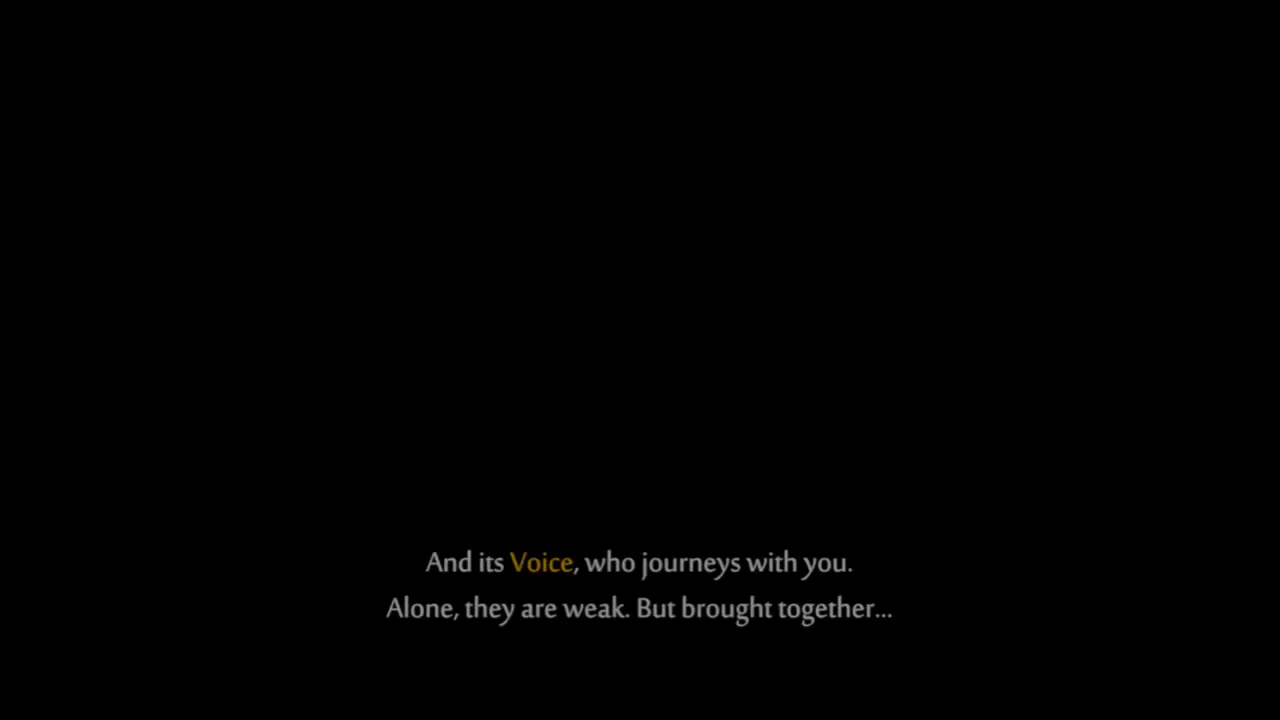 And its Voice, who journeys with you.
Alone, they are weak. But brought together...